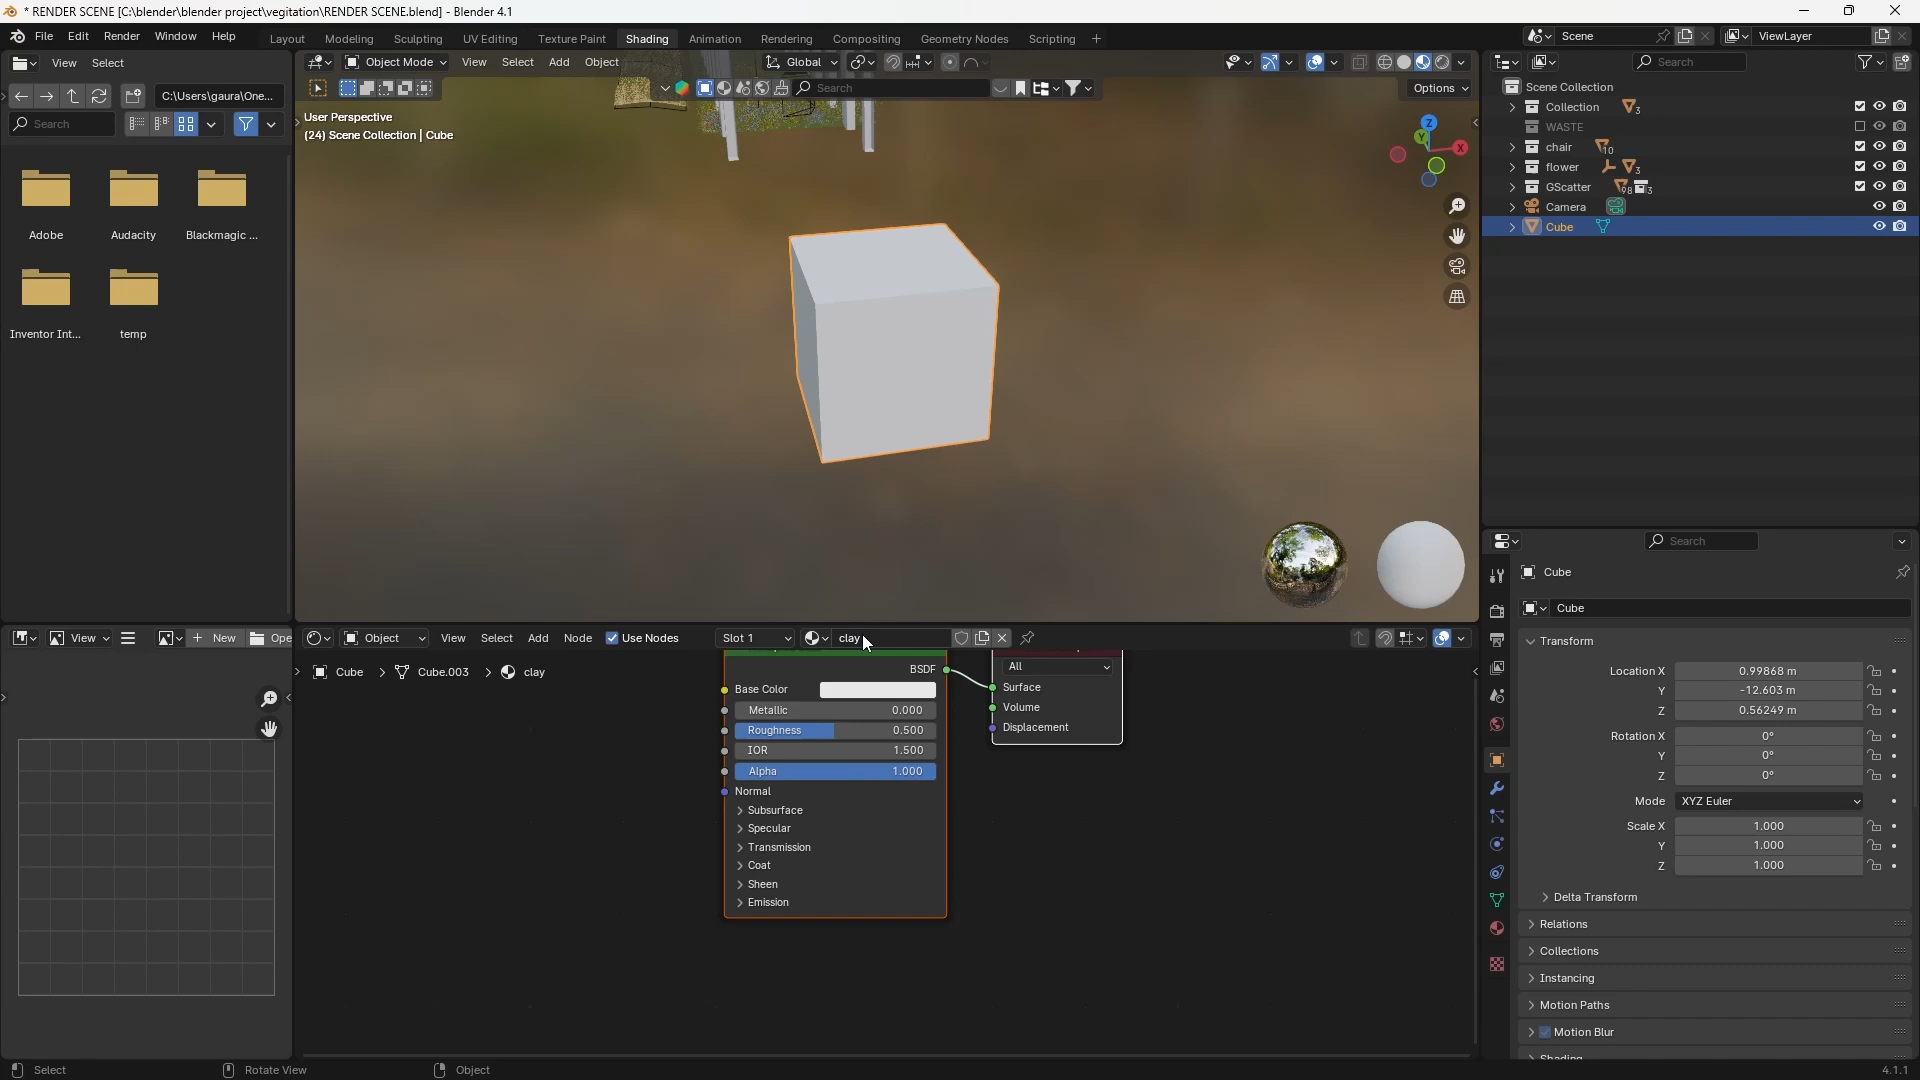 * RENDER SCENE [C:\blender\blender project\vegitation\RENDER SCENE.blend] - Blender 4.1
File Edit Render Window Help Layout Modeling Sculpting UV Editing Texture Paint Shading Animation Rendering Compositing Geometry Nodes Scripting + Scene ViewLayer
View Select
Object Mode View Select Add Object Global
Search
C:\Users\gaura\One...
Search
Search
Options
User Perspective
(24) Scene Collection | Cube
Z
Y
X
Adobe Audacity Blackmagic ...
Inventor Int... temp
Scene Collection
Collection 3
WASTE
chair 10
flower 3
GScatter 98 3
Camera
Cube
View New Ope
Object View Select Add Node Use Nodes Slot 1 clay
Cube > Cube.003 > clay
BSDF
Base Color
Metallic 0.000
Roughness 0.500
IOR 1.500
Alpha 1.000
Normal
Subsurface
Specular
Transmission
Coat
Sheen
Emission
All
Surface
Volume
Displacement
Search
Cube
Cube
Transform
Location X 0.99868 m
Y -12.603 m
Z 0.56249 m
Rotation X 0°
Y 0°
Z 0°
Mode XYZ Euler
Scale X 1.000
Y 1.000
Z 1.000
Delta Transform
Relations
Collections
Instancing
Motion Paths
Motion Blur
Shading
Select Rotate View Object 4.1.1